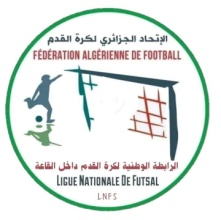 الإتحاد الجزائري لكرة القدم
FÉDÉRATION ALGÉRIENNE DE FOOTBALL
الرابطة الوطنية لكرة القدم داخل القاعة
LIGUE NATIONALE DE FUTSAL
LNFS